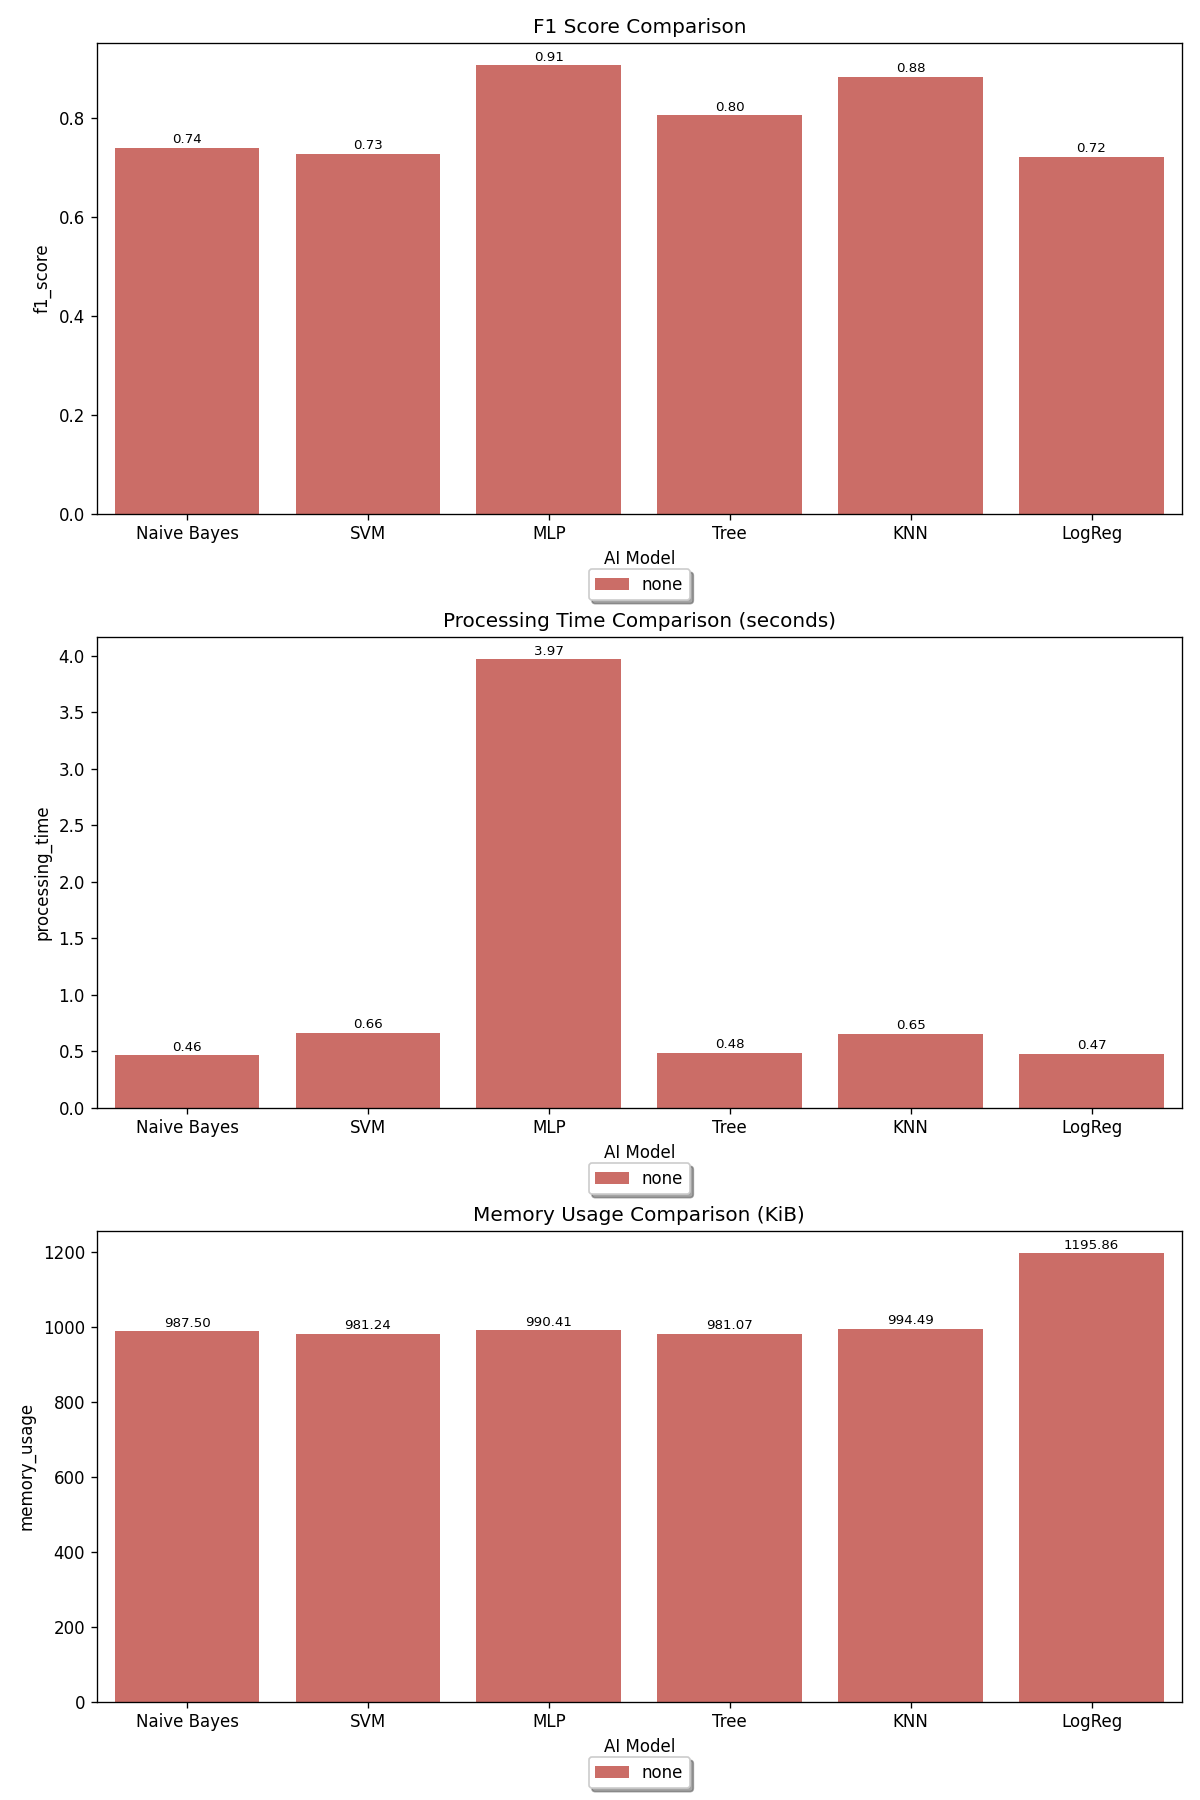 F1 Score Comparison
f1_score
0.8
0.6
0.4
0.2
0.0
0.74
0.73
0.91
0.80
0.88
0.72
Naive Bayes
SVM
MLP
Tree
KNN
LogReg
AI Model
none
Processing Time Comparison (seconds)
processing_time
4.0
3.5
3.0
2.5
2.0
1.5
1.0
0.5
0.0
0.46
0.66
3.97
0.48
0.65
0.47
Naive Bayes
SVM
MLP
Tree
KNN
LogReg
AI Model
none
Memory Usage Comparison (KiB)
memory_usage
1200
1000
800
600
400
200
0
987.50
981.24
990.41
981.07
994.49
1195.86
Naive Bayes
SVM
MLP
Tree
KNN
LogReg
AI Model
none